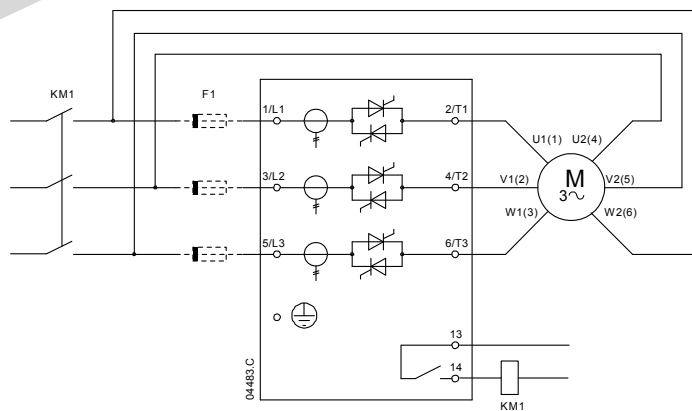 KM1
F1
1/L1
2/T1
U1(1)
U2(4)
3/L2
4/T2
V1(2)
M
3~
V2(5)
W1(3)
W2(6)
5/L3
6/T3
13
14
04483.C
KM1